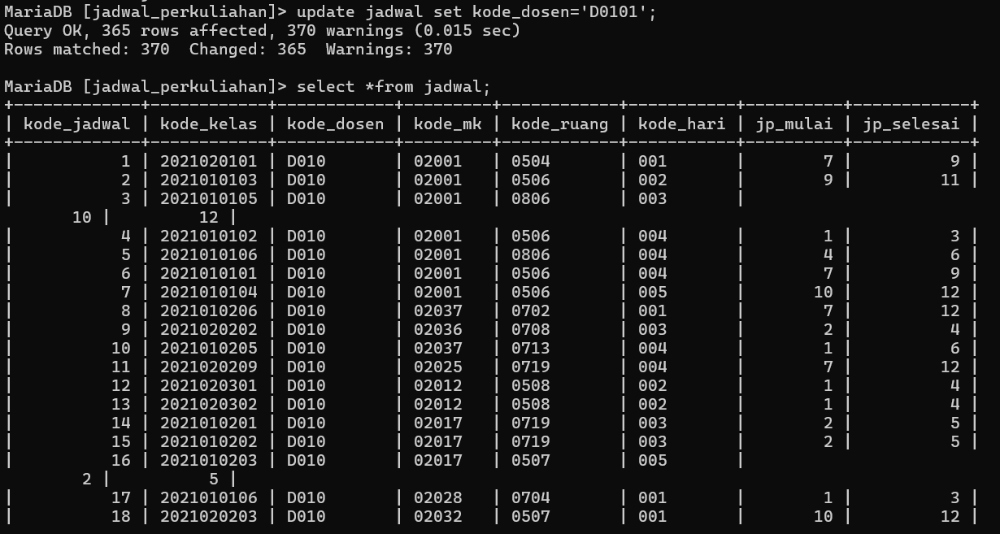 MariaDB [jadwal_perkuliahan]> update jadwal set kode_dosen='D0101';
Query OK, 365 rows affected, 370 warnings (0.015 sec)
Rows matched: 370  Changed: 365  Warnings: 370
MariaDB [jadwal_perkuliahan]> select *from jadwal;
+-------------+------------+------------+---------+------------+-----------+----------+------------+
| kode_jadwal | kode_kelas | kode_dosen | kode_mk | kode_ruang | kode_hari | jp_mulai | jp_selesai |
+-------------+------------+------------+---------+------------+-----------+----------+------------+
|           1 | 2021020101 | D010       | 02001   | 0504       | 001       |        7 |          9 |
|           2 | 2021010103 | D010       | 02001   | 0506       | 002       |        9 |         11 |
|           3 | 2021010105 | D010       | 02001   | 0806       | 003       |
       10 |         12 |
|           4 | 2021010102 | D010       | 02001   | 0506       | 004       |        1 |          3 |
|           5 | 2021010106 | D010       | 02001   | 0806       | 004       |        4 |          6 |
|           6 | 2021010101 | D010       | 02001   | 0506       | 004       |        7 |          9 |
|           7 | 2021010104 | D010       | 02001   | 0506       | 005       |       10 |         12 |
|           8 | 2021010206 | D010       | 02037   | 0702       | 001       |        7 |         12 |
|           9 | 2021020202 | D010       | 02036   | 0708       | 003       |        2 |          4 |
|          10 | 2021010205 | D010       | 02037   | 0713       | 004       |        1 |          6 |
|          11 | 2021020209 | D010       | 02025   | 0719       | 004       |        7 |         12 |
|          12 | 2021020301 | D010       | 02012   | 0508       | 002       |        1 |          4 |
|          13 | 2021020302 | D010       | 02012   | 0508       | 002       |        1 |          4 |
|          14 | 2021010201 | D010       | 02017   | 0719       | 003       |        2 |          5 |
|          15 | 2021010202 | D010       | 02017   | 0719       | 003       |        2 |          5 |
|          16 | 2021010203 | D010       | 02017   | 0507       | 005       |
        2 |          5 |
|          17 | 2021010106 | D010       | 02028   | 0704       | 001       |        1 |          3 |
|          18 | 2021020203 | D010       | 02032   | 0507       | 001       |       10 |         12 |